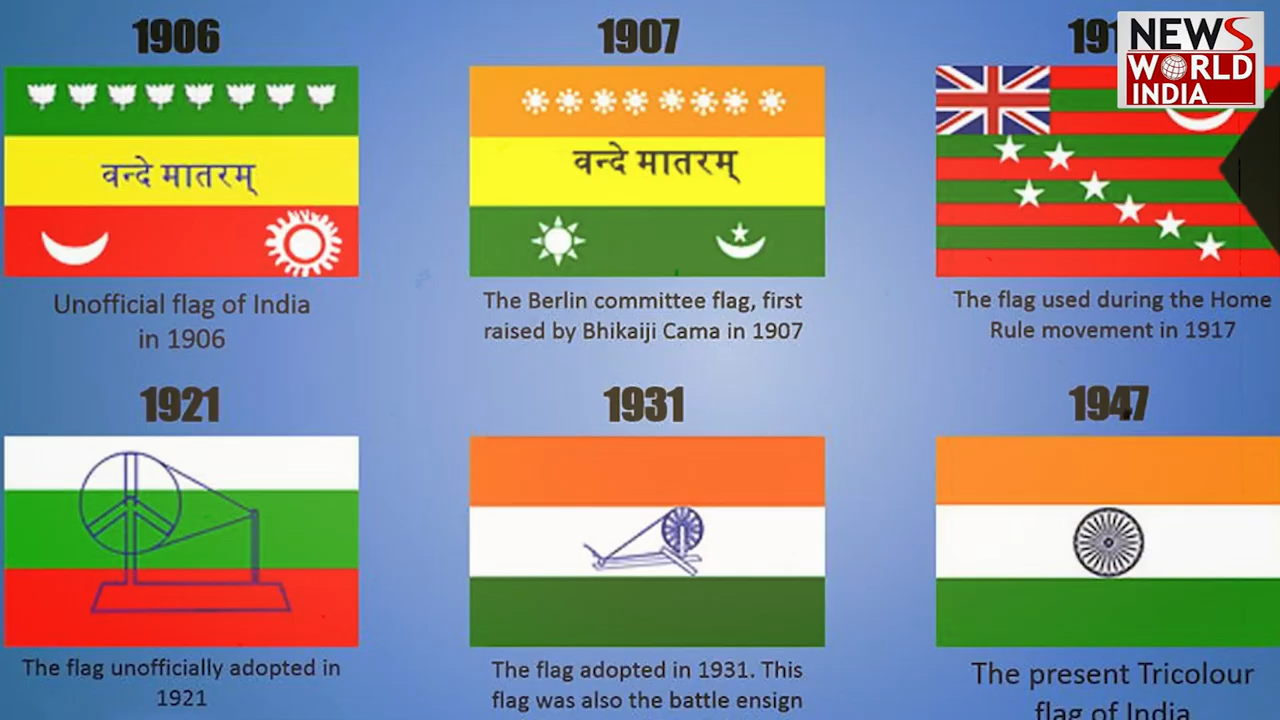 1906
1907
NEWS
WORLD
INDIA
वन्दे मातरम्
वन्दे मातरम्
Unofficial flag of India
in 1906
The Berlin committee flag, first
raised by Bhikaiji Cama in 1907
The flag used during the Home
Rule movement in 1917
1921
1931
1947
The flag unofficially adopted in
1921
The flag adopted in 1931. This
flag was also the battle ensign
The present Tricolour
flag of India